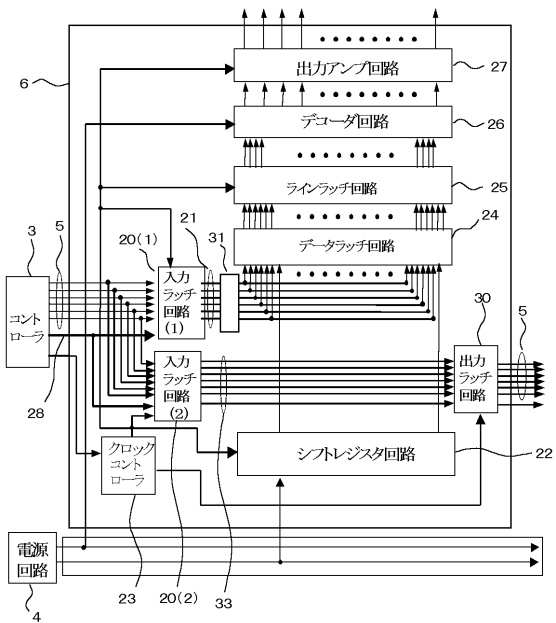 出力アンプ回路
27
6
デコーダ回路
26
ラインラッチ回路
25
24
データラッチ回路
3
5
20(1)
21
31
入力
ラッチ
回路
(1)
コント
ローラ
28
30
5
出力
ラッチ
回路
入力
ラッチ
回路
(2)
シフトレジスタ回路
22
クロック
コント
ローラ
電源
回路
4
23
20(2)
33